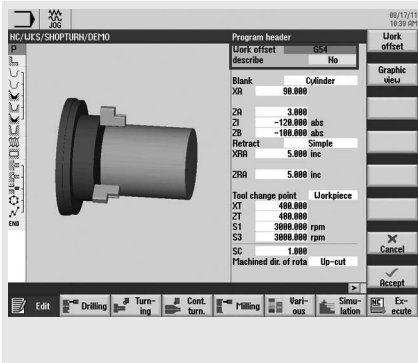 JOG
08/17/11
10:39 AM
NC/WKS/SHOPTURN/DEMO
Program header
Work offset
P
END
Work offset G54
describe No
Blank Cylinder
XA 90.000
ZA 3.000
ZI -120.000 abs
ZB -100.000 abs
Retract Simple
XRA 5.000 inc
ZRA 5.000 inc
Tool change point Workpiece
XT 400.000
ZT 400.000
S1 3000.000 rpm
S3 3000.000 rpm
SC 1.000
Machined dir. of rota Up-cut
Graphic view
Cancel
Accept
Edit
Drilling
Turn-ing
Cont. turn.
Milling
Vari-ous
Simu-lation
NC Ex-ecute